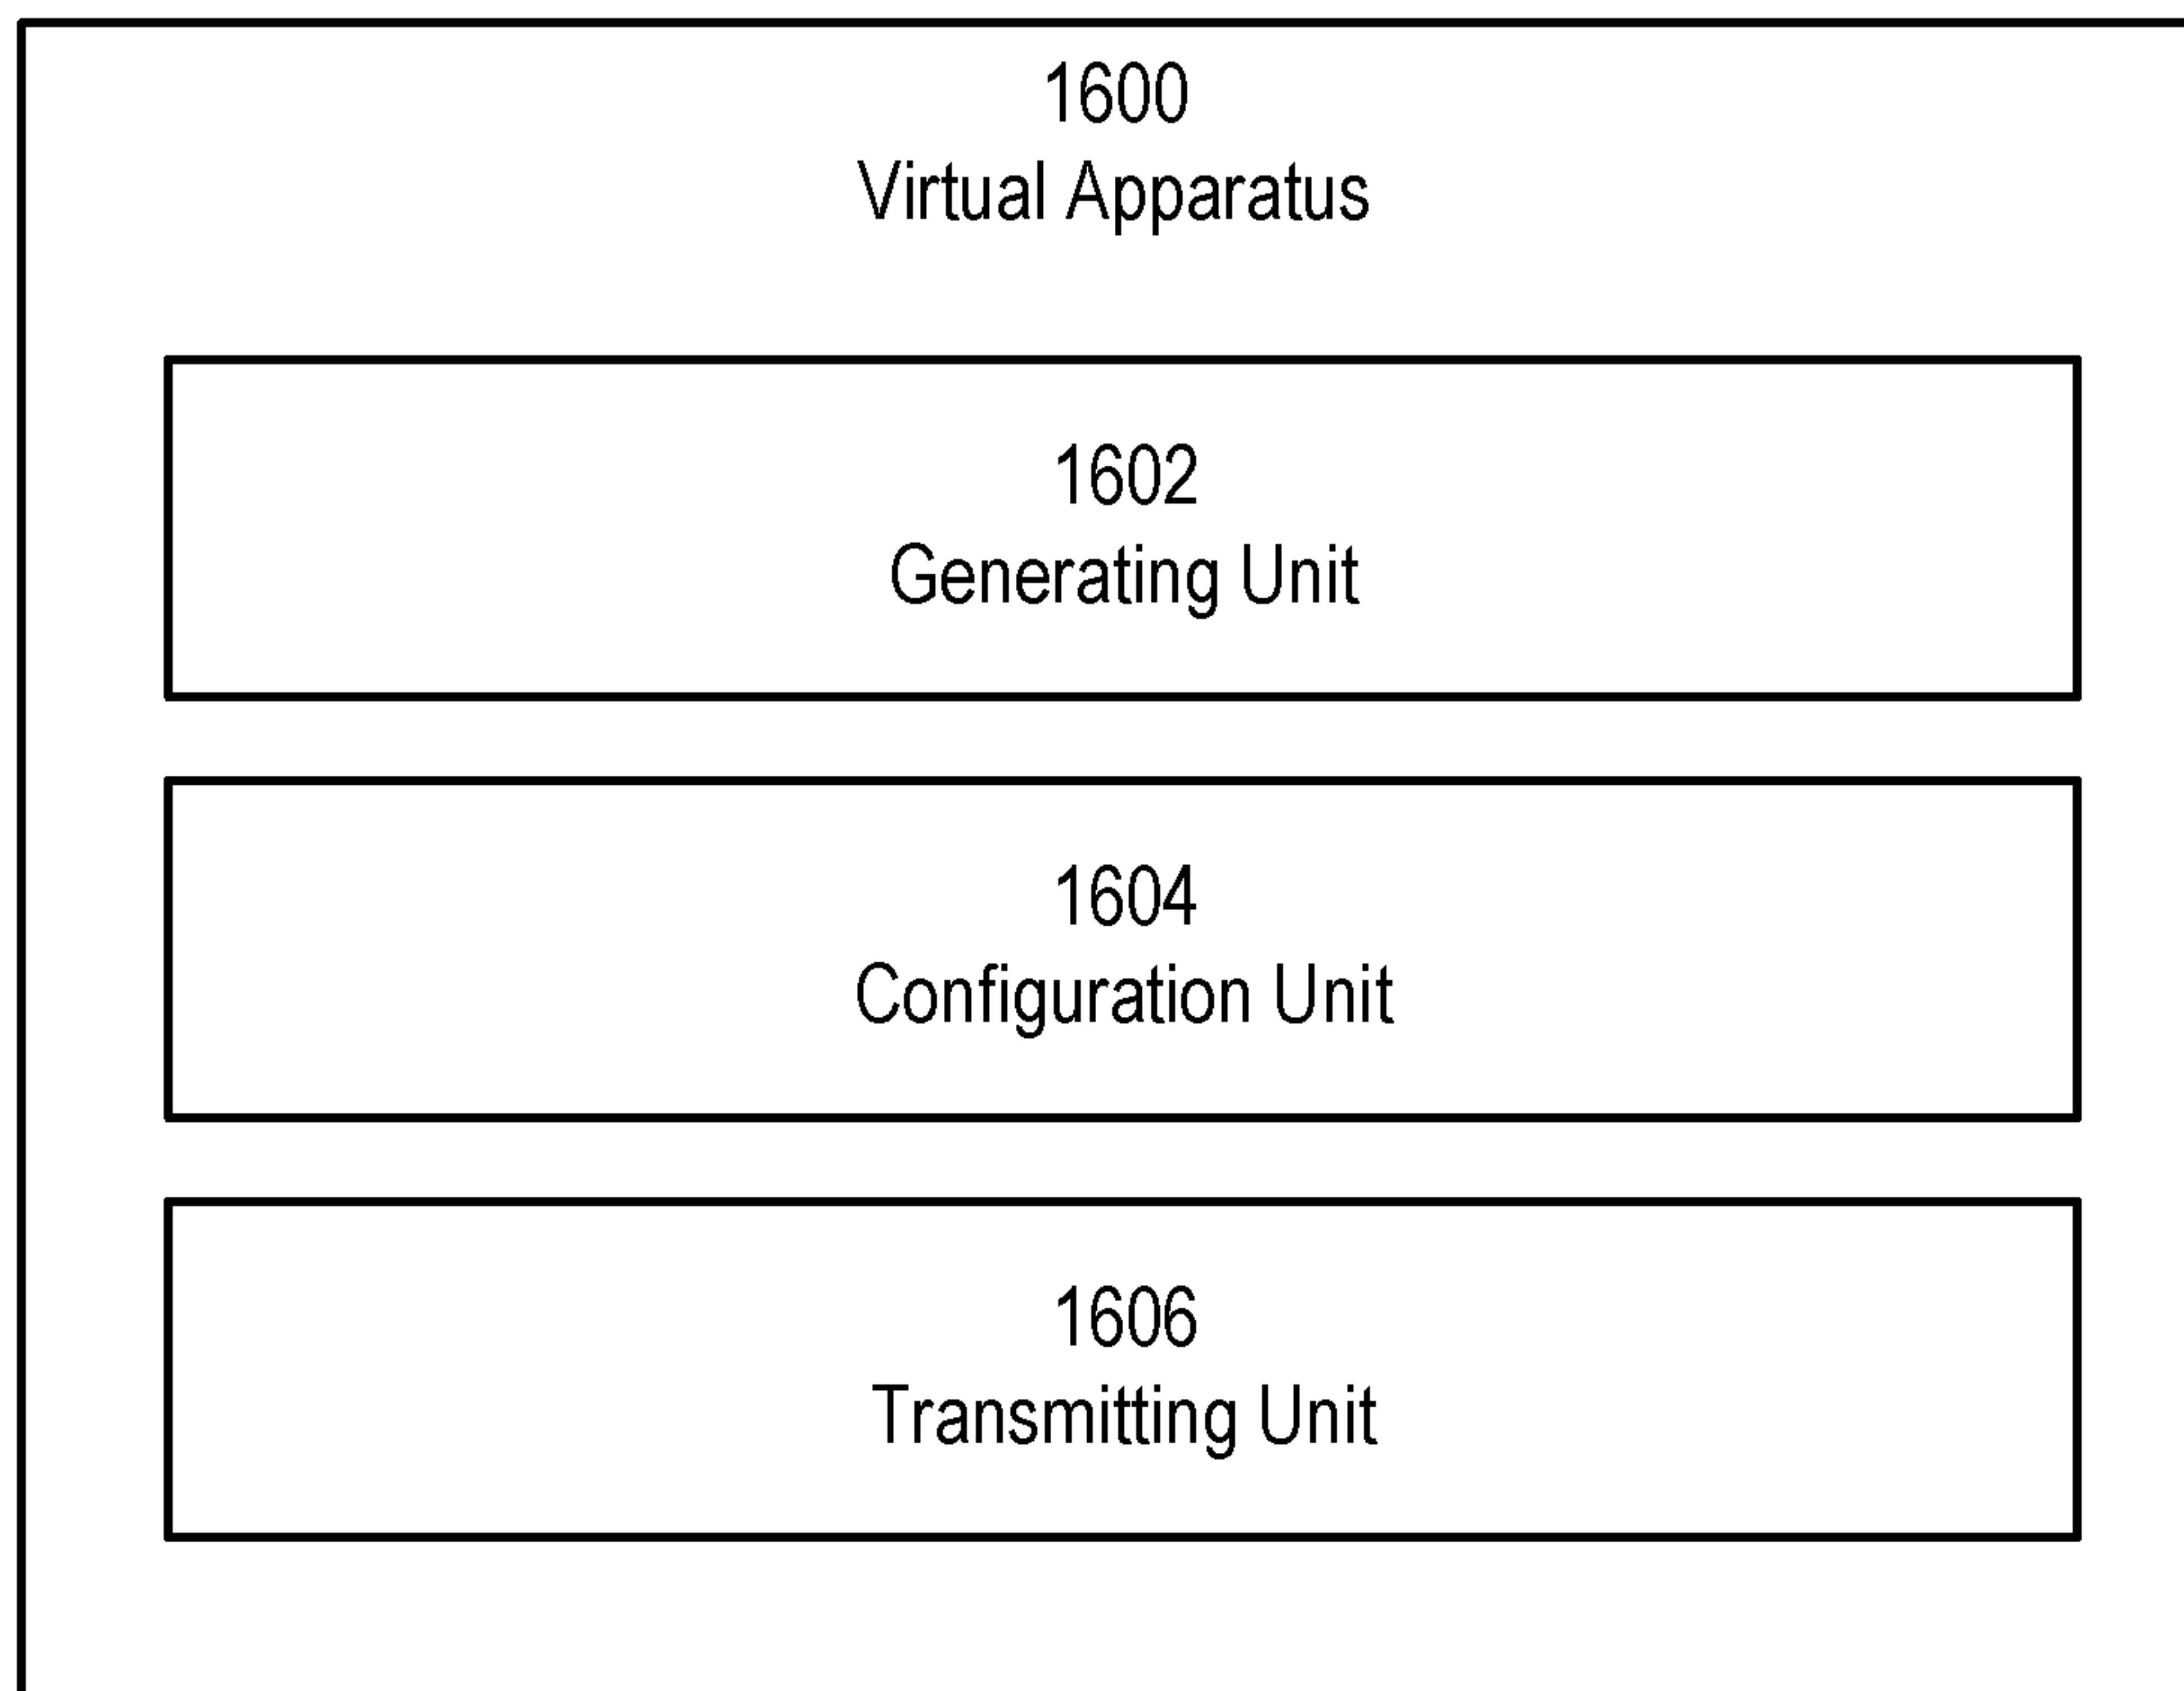 1600
Virtual Apparatus
1602
Generating Unit
1604
Configuration Unit
1606
Transmitting Unit